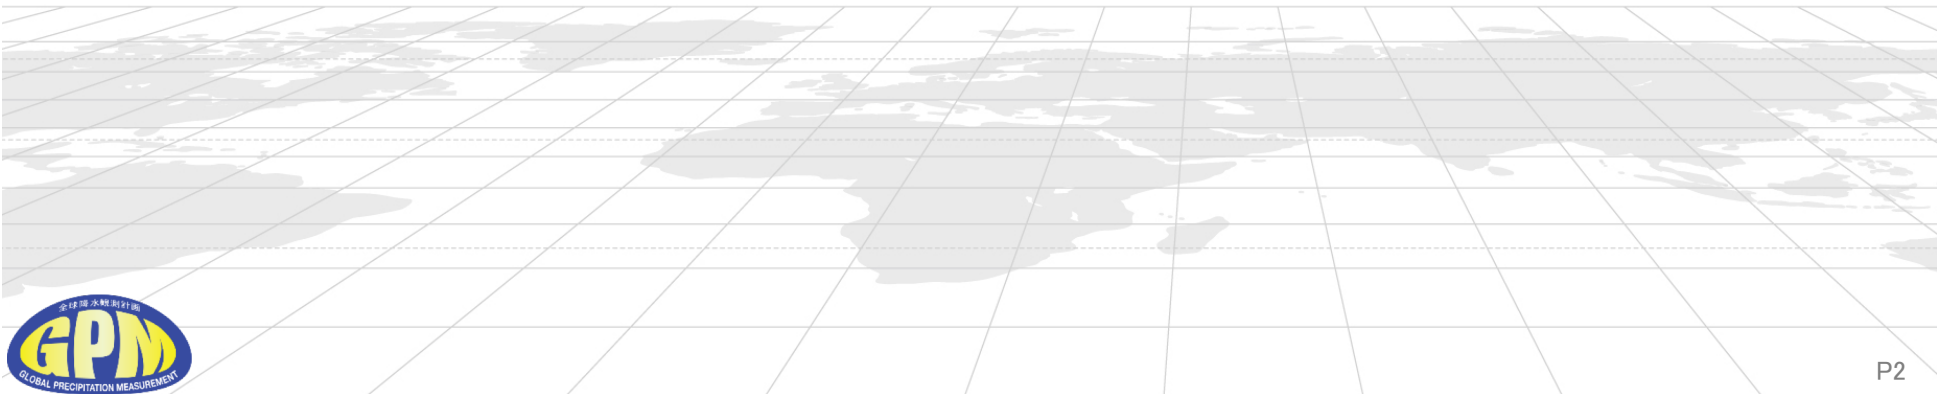 全球降水観測計画
GPM
GLOBAL PRECIPITATION MEASUREMENT
P2